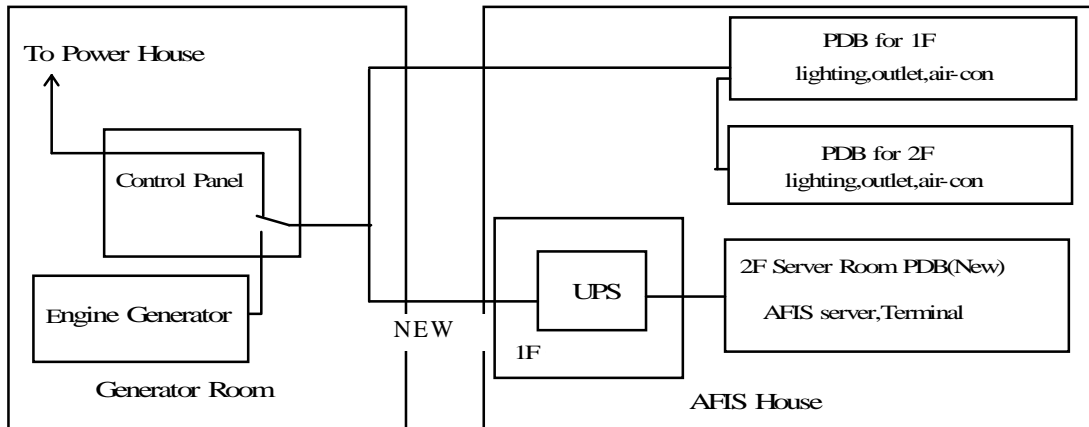 To Power House
Control Panel
Engine Generator
Generator Room
NEW
PDB for 1F
lighting,outlet,air-con
PDB for 2F
lighting,outlet,air-con
UPS
1F
2F Server Room PDB(New)
AFIS server,Terminal
AFIS House